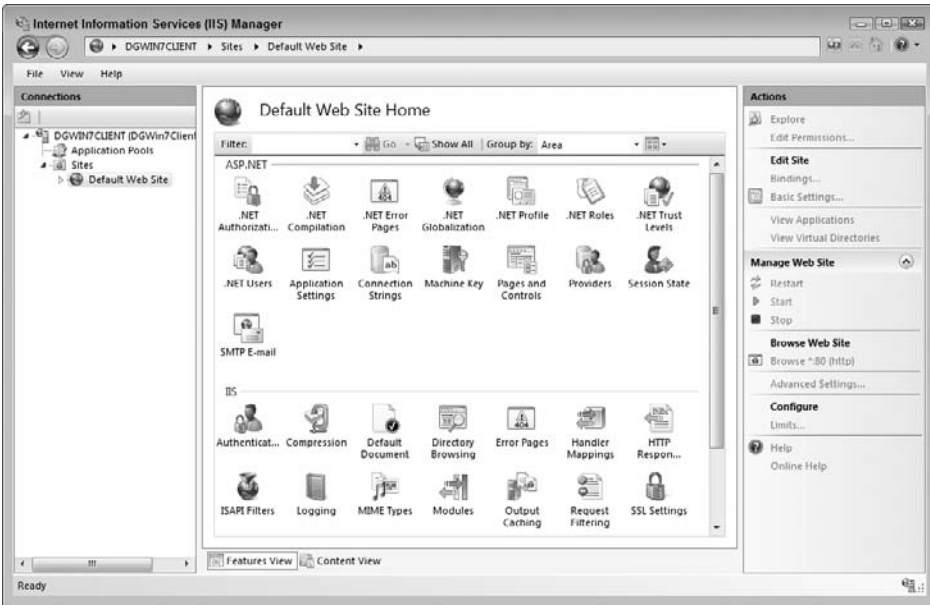 Internet Information Services (IIS) Manager
DGWIN7CLIENT Sites Default Web Site
File View Help
Connections
DGWIN7CLIENT (DGWin7Client
Application Pools
Sites
Default Web Site
Default Web Site Home
Filter: Go Show All Group by: Area
ASP.NET
.NET Authorizati...
.NET Compilation
.NET Error Pages
.NET Globalization
.NET Profile
.NET Roles
.NET Trust Levels
.NET Users
Application Settings
Connection Strings
Machine Key
Pages and Controls
Providers
Session State
SMTP E-mail
IIS
Authenticat...
Compression
Default Document
Directory Browsing
Error Pages
Handler Mappings
HTTP Respon...
ISAPI Filters
Logging
MIME Types
Modules
Output Caching
Request Filtering
SSL Settings
Features View Content View
Actions
Explore
Edit Permissions...
Edit Site
Bindings...
Basic Settings...
View Applications
View Virtual Directories
Manage Web Site
Restart
Start
Stop
Browse Web Site
Browse *:80 (http)
Advanced Settings...
Configure
Limits...
Help
Online Help
Ready